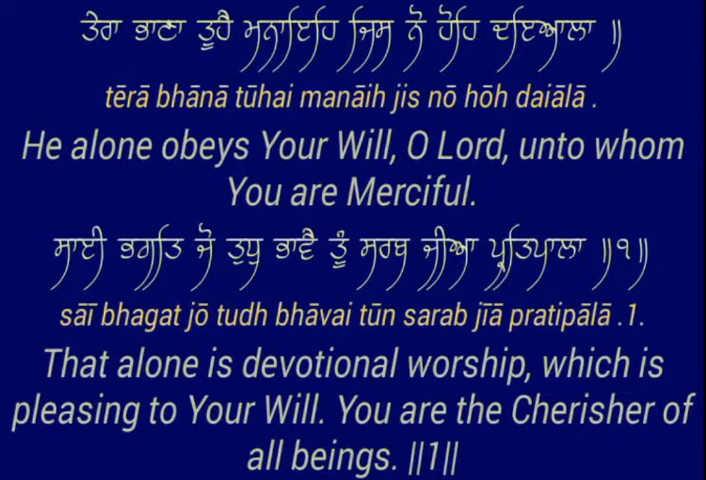 ਤੇਰਾ ਭਾਣਾ ਤੂਹੈ ਮਨਾਇਹਿ ਜਿਸ ਨੋ ਹੋਹਿ ਦਇਆਲਾ ॥
tērā bhānā tūhai manāih jis nō hōh daiālā .
He alone obeys Your Will, O Lord, unto whom
You are Merciful.
ਸਾਈ ਭਗਤਿ ਜੋ ਤੁਧੁ ਭਾਵੈ ਤੂੰ ਸਰਬ ਜੀਆ ਪ੍ਰਤਿਪਾਲਾ ॥੧॥
sāī bhagat jō tudh bhāvai tūn sarab jīā pratipālā .1.
That alone is devotional worship, which is
pleasing to Your Will. You are the Cherisher of
all beings. ||1||